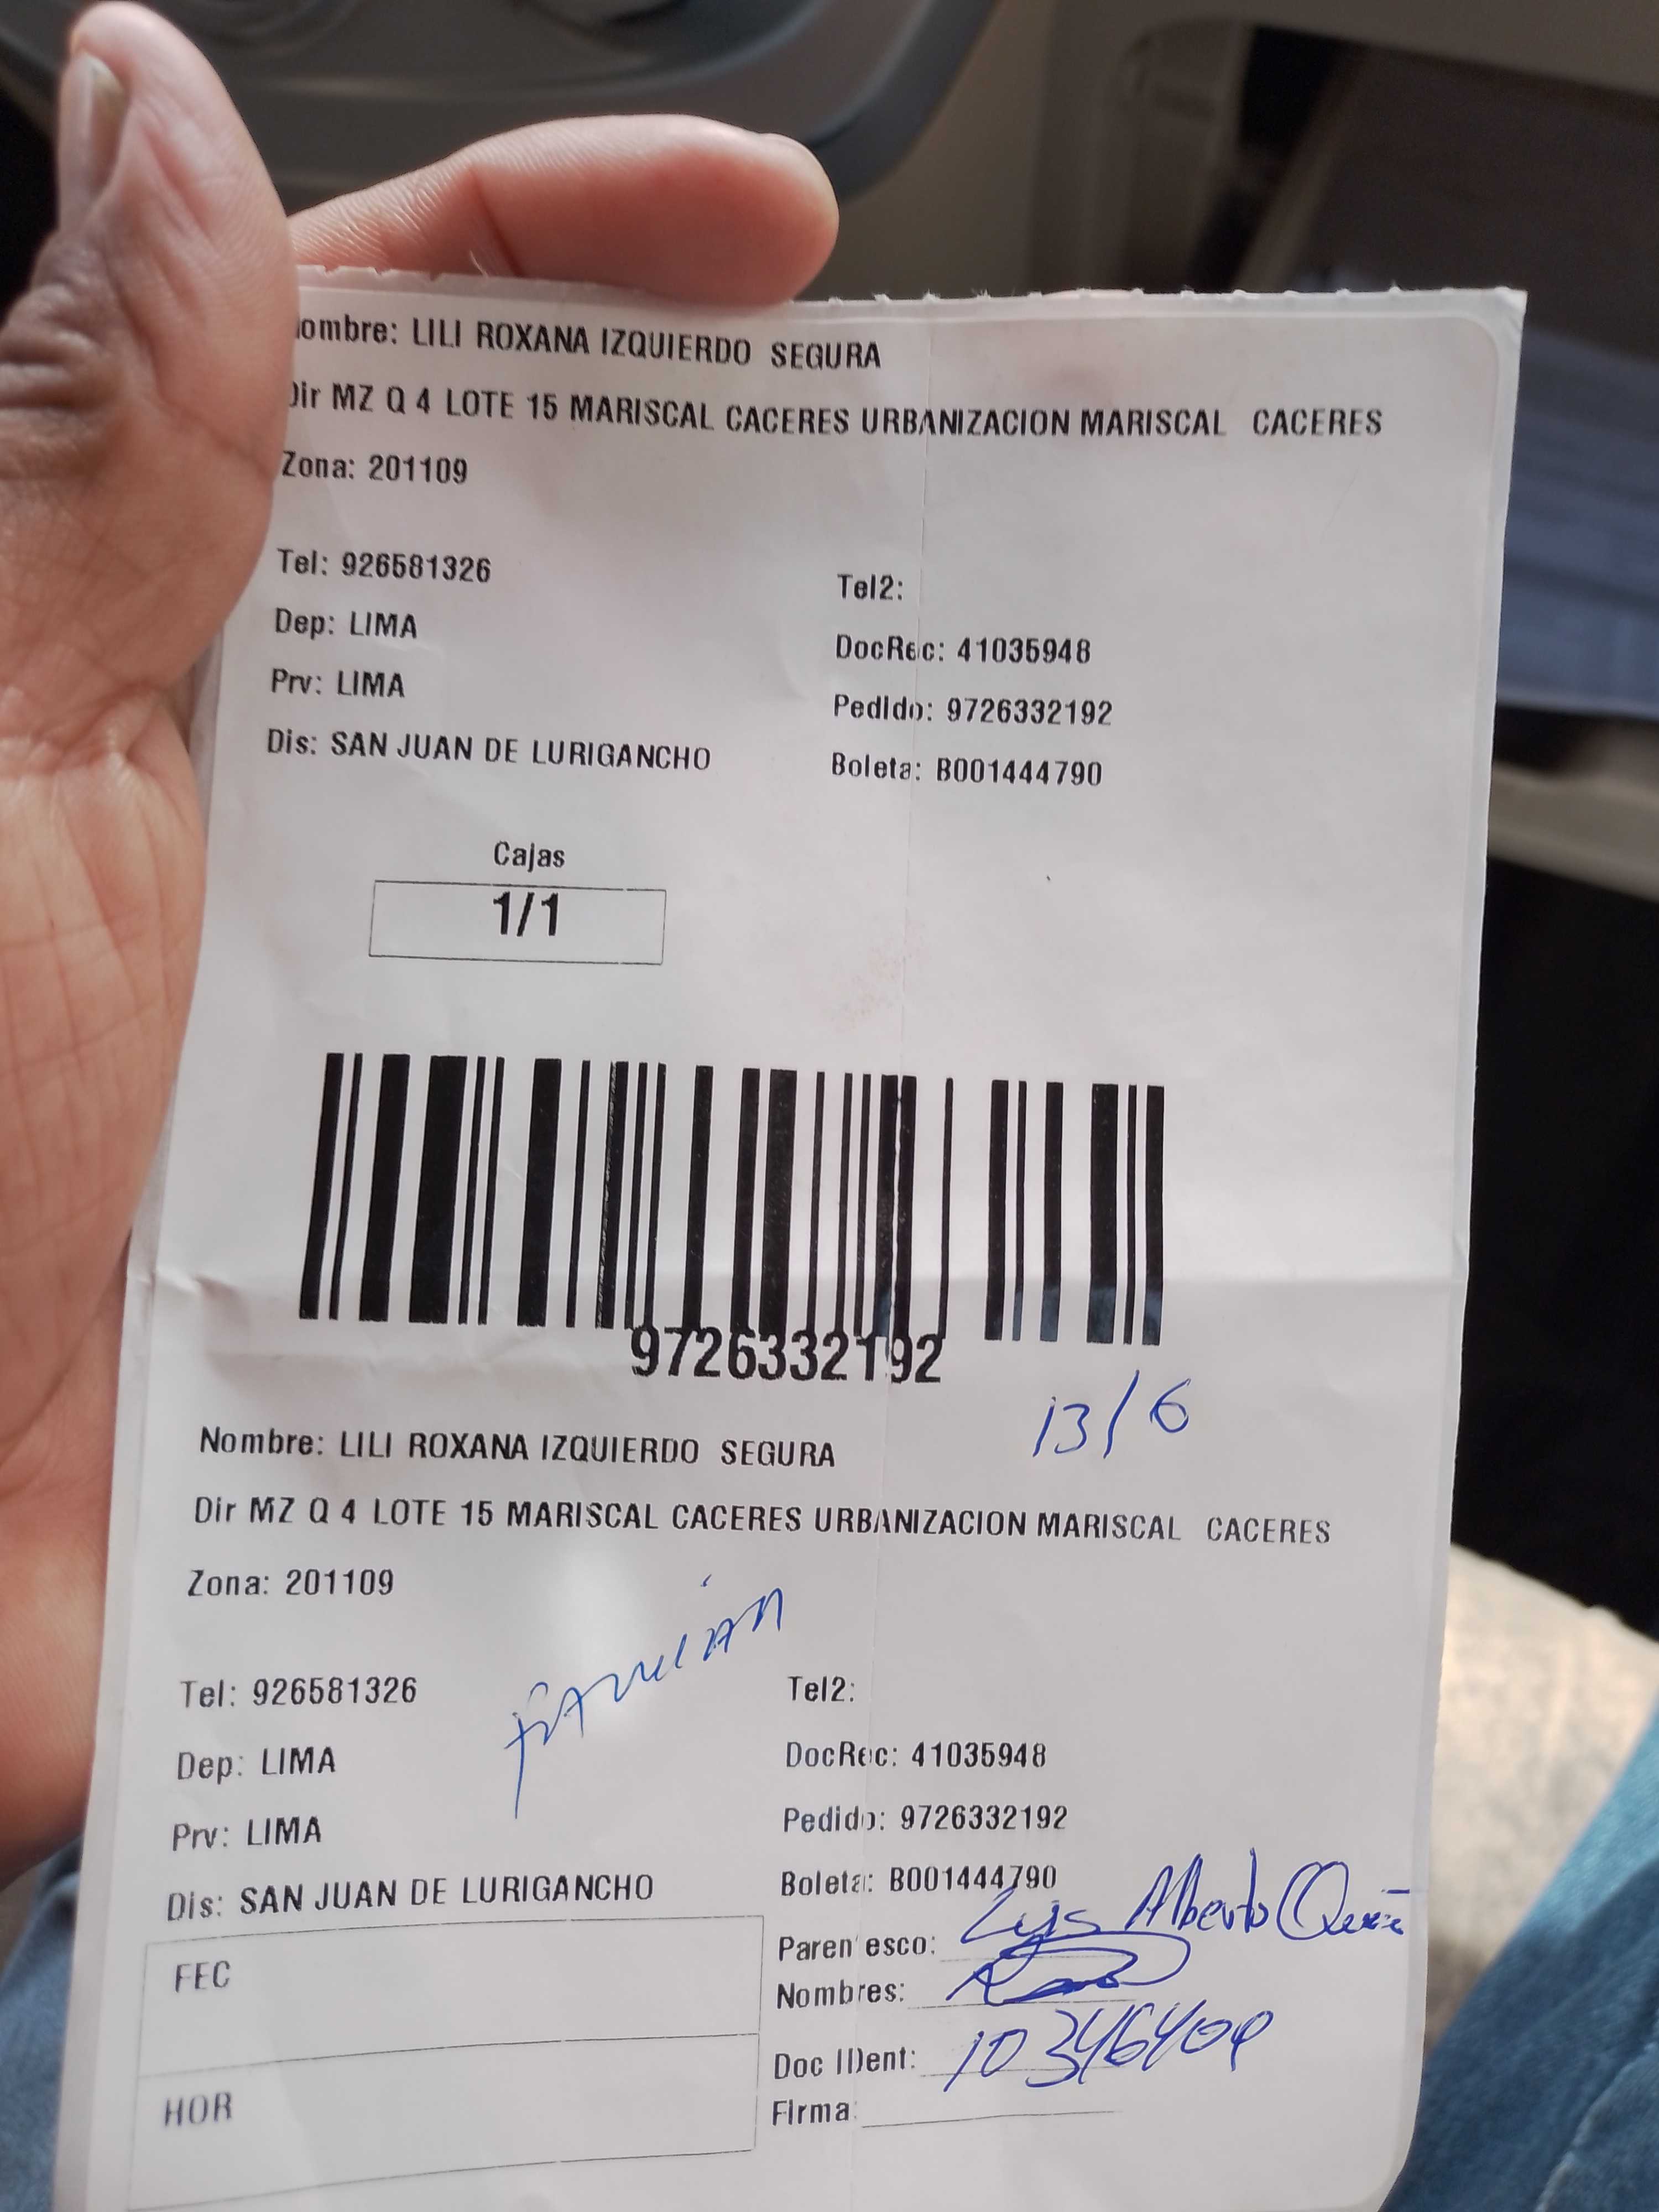 ombre: LILI ROXANA IZQUIERDO SEGURA
Dir MZ Q 4 LOTE 15 MARISCAL CACERES URBANIZACION MARISCAL CACERES
Zona: 201109
Tel: 926581326
Tel2:
Dep: LIMA
DocRec: 41035948
Prv: LIMA
Pedido: 9726332192
Dis: SAN JUAN DE LURIGANCHO
Boleta: B001444790
Cajas
1/1
9726332192
13/6
Nombre: LILI ROXANA IZQUIERDO SEGURA
Dir MZ Q 4 LOTE 15 MARISCAL CACERES URBANIZACION MARISCAL CACERES
Zona: 201109
Tel: 926581326
Tel2:
Dep: LIMA
DocRec: 41035948
Prv: LIMA
Pedido: 9726332192
Dis: SAN JUAN DE LURIGANCHO
Boleta: B001444790
FEC
Parentesco: Luis Alberto
Nombres:
Doc IDent: 10346409
HOR
Firma: